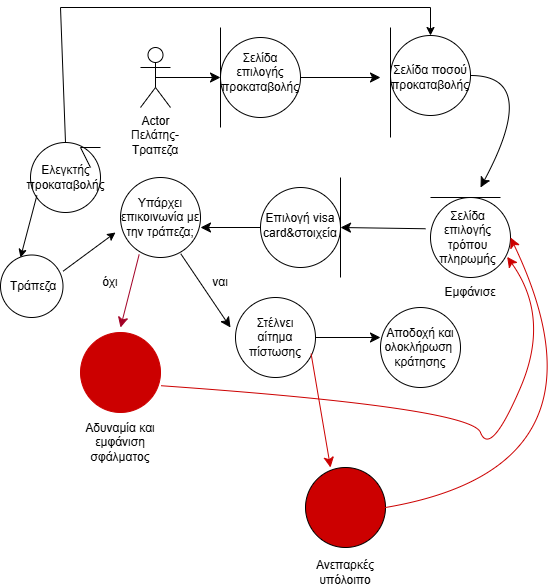 Σελίδα
επιλογής
προκαταβολής
Σελίδα ποσού
προκαταβολής
Actor
Πελάτης-
Τραπεζα
Ελεγκτής
προκαταβολής
Υπάρχει
επικοινωνία με
την τράπεζα;
Επιλογή visa
card&στοιχεία
Σελίδα
επιλογής
τρόπου
πληρωμής
Τράπεζα
όχι
ναι
Εμφάνισε
Στέλνει
αίτημα
πίστωσης
Αποδοχή και
ολοκλήρωση
κράτησης
Αδυναμία και
εμφάνιση
σφάλματος
Ανεπαρκές
υπόλοιπο